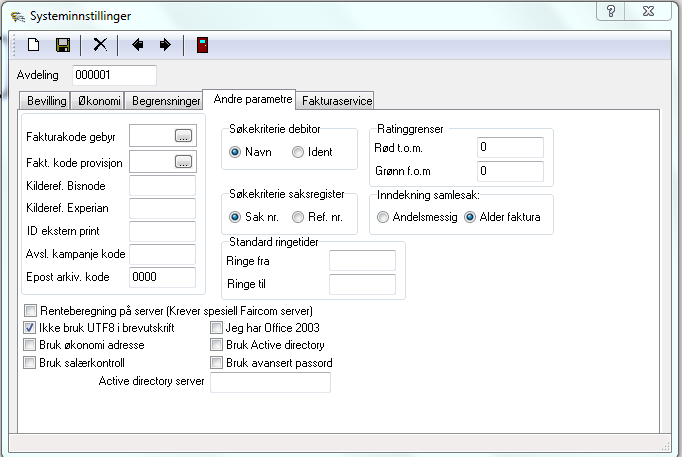 Systeminnstillinger
Avdeling 000001
Bevilling Økonomi Begrensninger Andre parametre Fakturaservice
Fakturakode gebyr ...
Fakt. kode provisjon ...
Kilderef. Bisnode
Kilderef. Experian
ID ekstern print
Avsl. kampanje kode
Epost arkiv. kode 0000
Søkekriterie debitor
Navn Ident
Søkekriterie saksregister
Sak nr. Ref. nr.
Standard ringetider
Ringe fra
Ringe til
Ratinggrenser
Rød t.o.m. 0
Grønn f.o.m 0
Inndekning samlesak:
Andelsmessig Alder faktura
Renteberegning på server (Krever spesiell Faircom server)
Ikke bruk UTF8 i brevutskrift Jeg har Office 2003
Bruk økonomi adresse Bruk Active directory
Bruk salærkontroll Bruk avansert passord
Active directory server